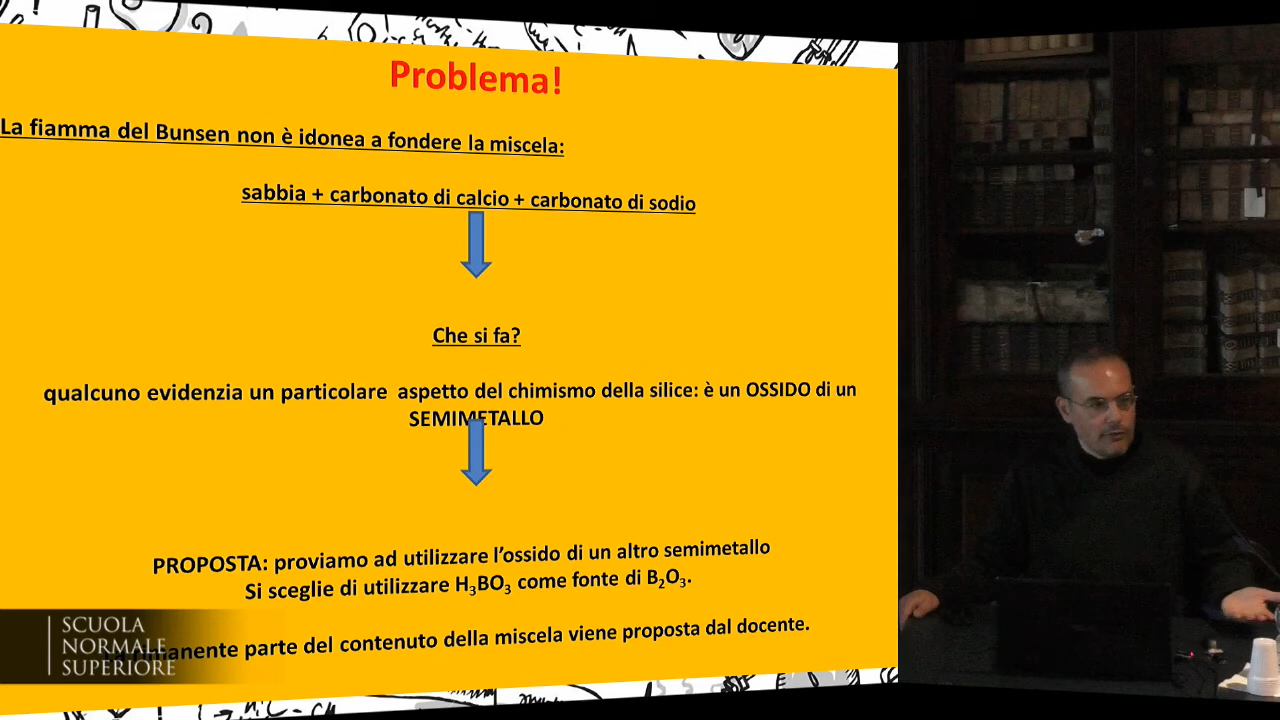 Problema!
La fiamma del Bunsen non è idonea a fondere la miscela:
sabbia + carbonato di calcio + carbonato di sodio
Che si fa?
qualcuno evidenzia un particolare aspetto del chimismo della silice: è un OSSIDO di un
SEMIMETALLO
PROPOSTA: proviamo ad utilizzare l'ossido di un altro semimetallo
Si sceglie di utilizzare H₃BO₃ come fonte di B₂O₃.
parte del contenuto della miscela viene proposta dal docente.
SCUOLA
NORMALE
SUPERIORE